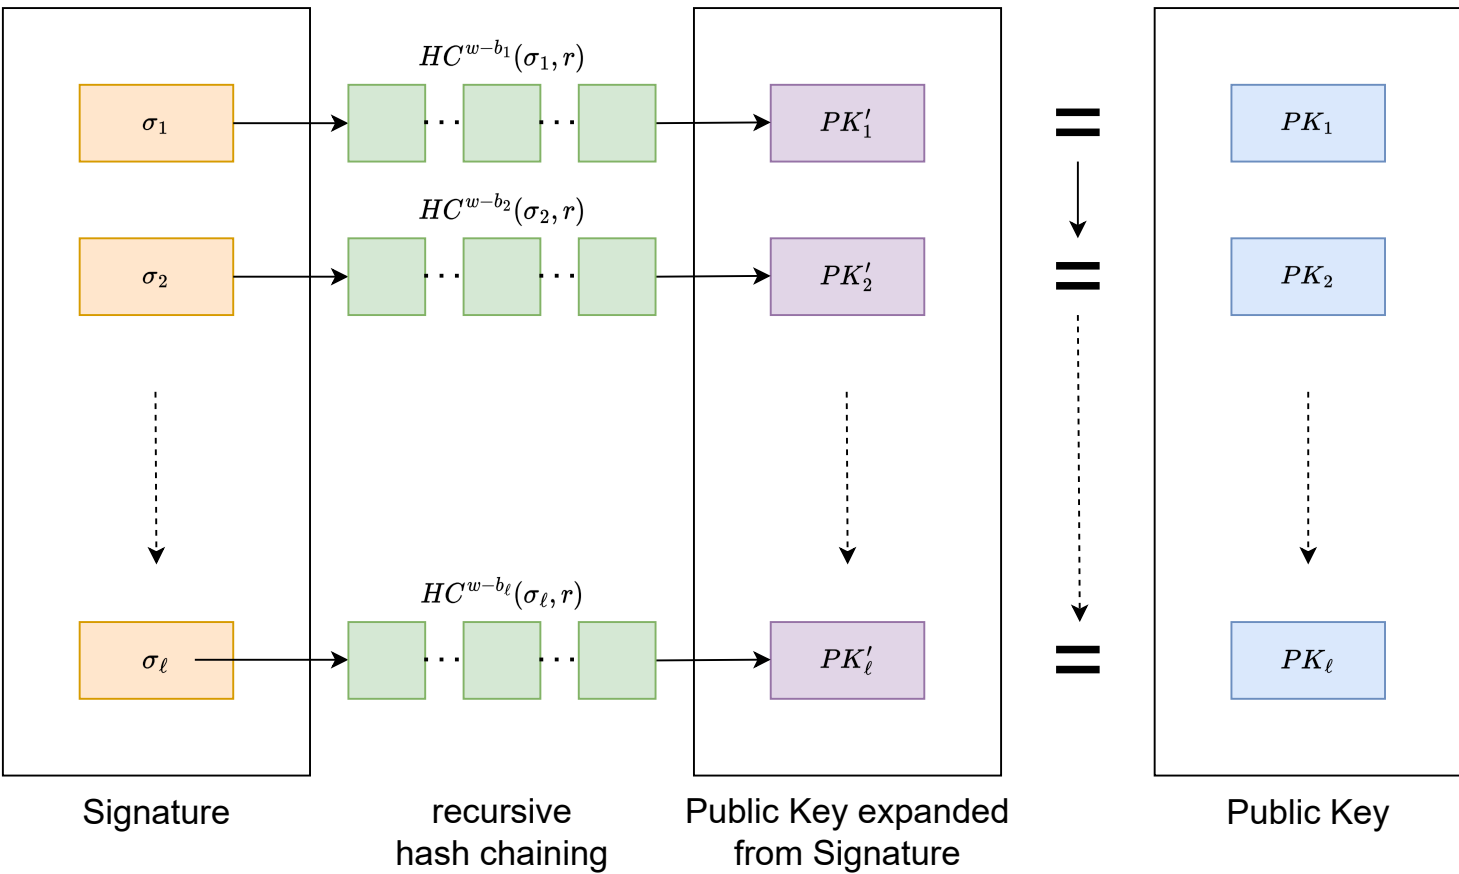 HC^{w-b_1}(σ_1, r)
σ_1
PK'_1
=
PK_1
HC^{w-b_2}(σ_2, r)
σ_2
PK'_2
=
PK_2
HC^{w-b_ℓ}(σ_ℓ, r)
σ_ℓ
PK'_ℓ
=
PK_ℓ
Signature
recursive
hash chaining
Public Key expanded
from Signature
Public Key